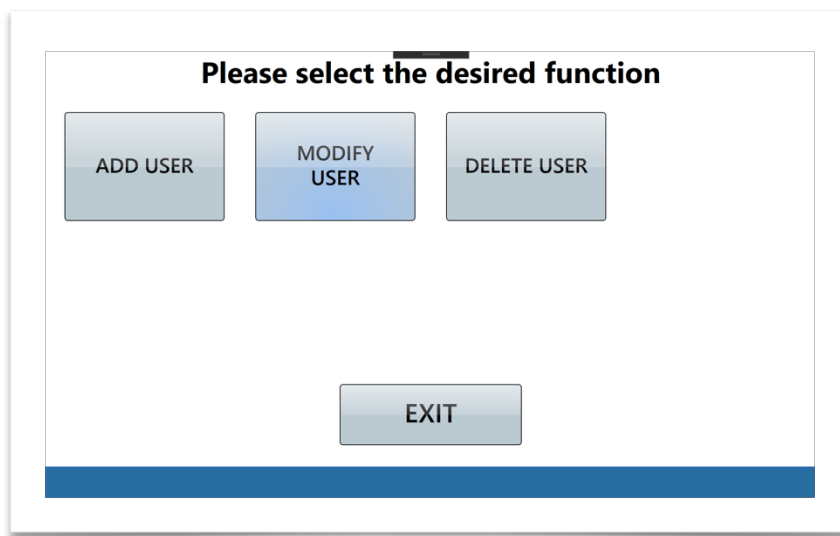 Please select the desired function
ADD USER
MODIFY
USER
DELETE USER
EXIT